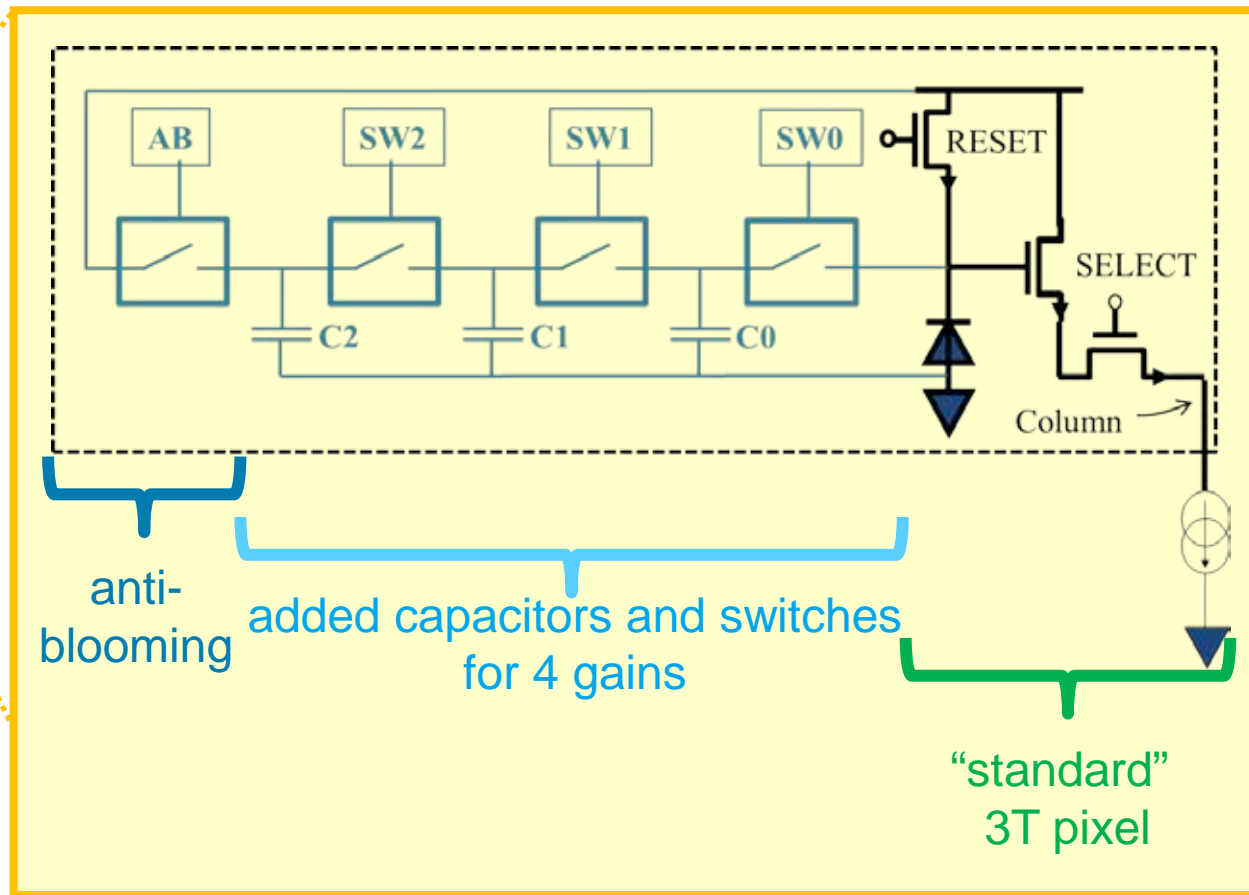 AB
SW2
SW1
SW0
RESET
SELECT
C2
C1
C0
Column
anti-
blooming
added capacitors and switches
for 4 gains
“standard”
3T pixel